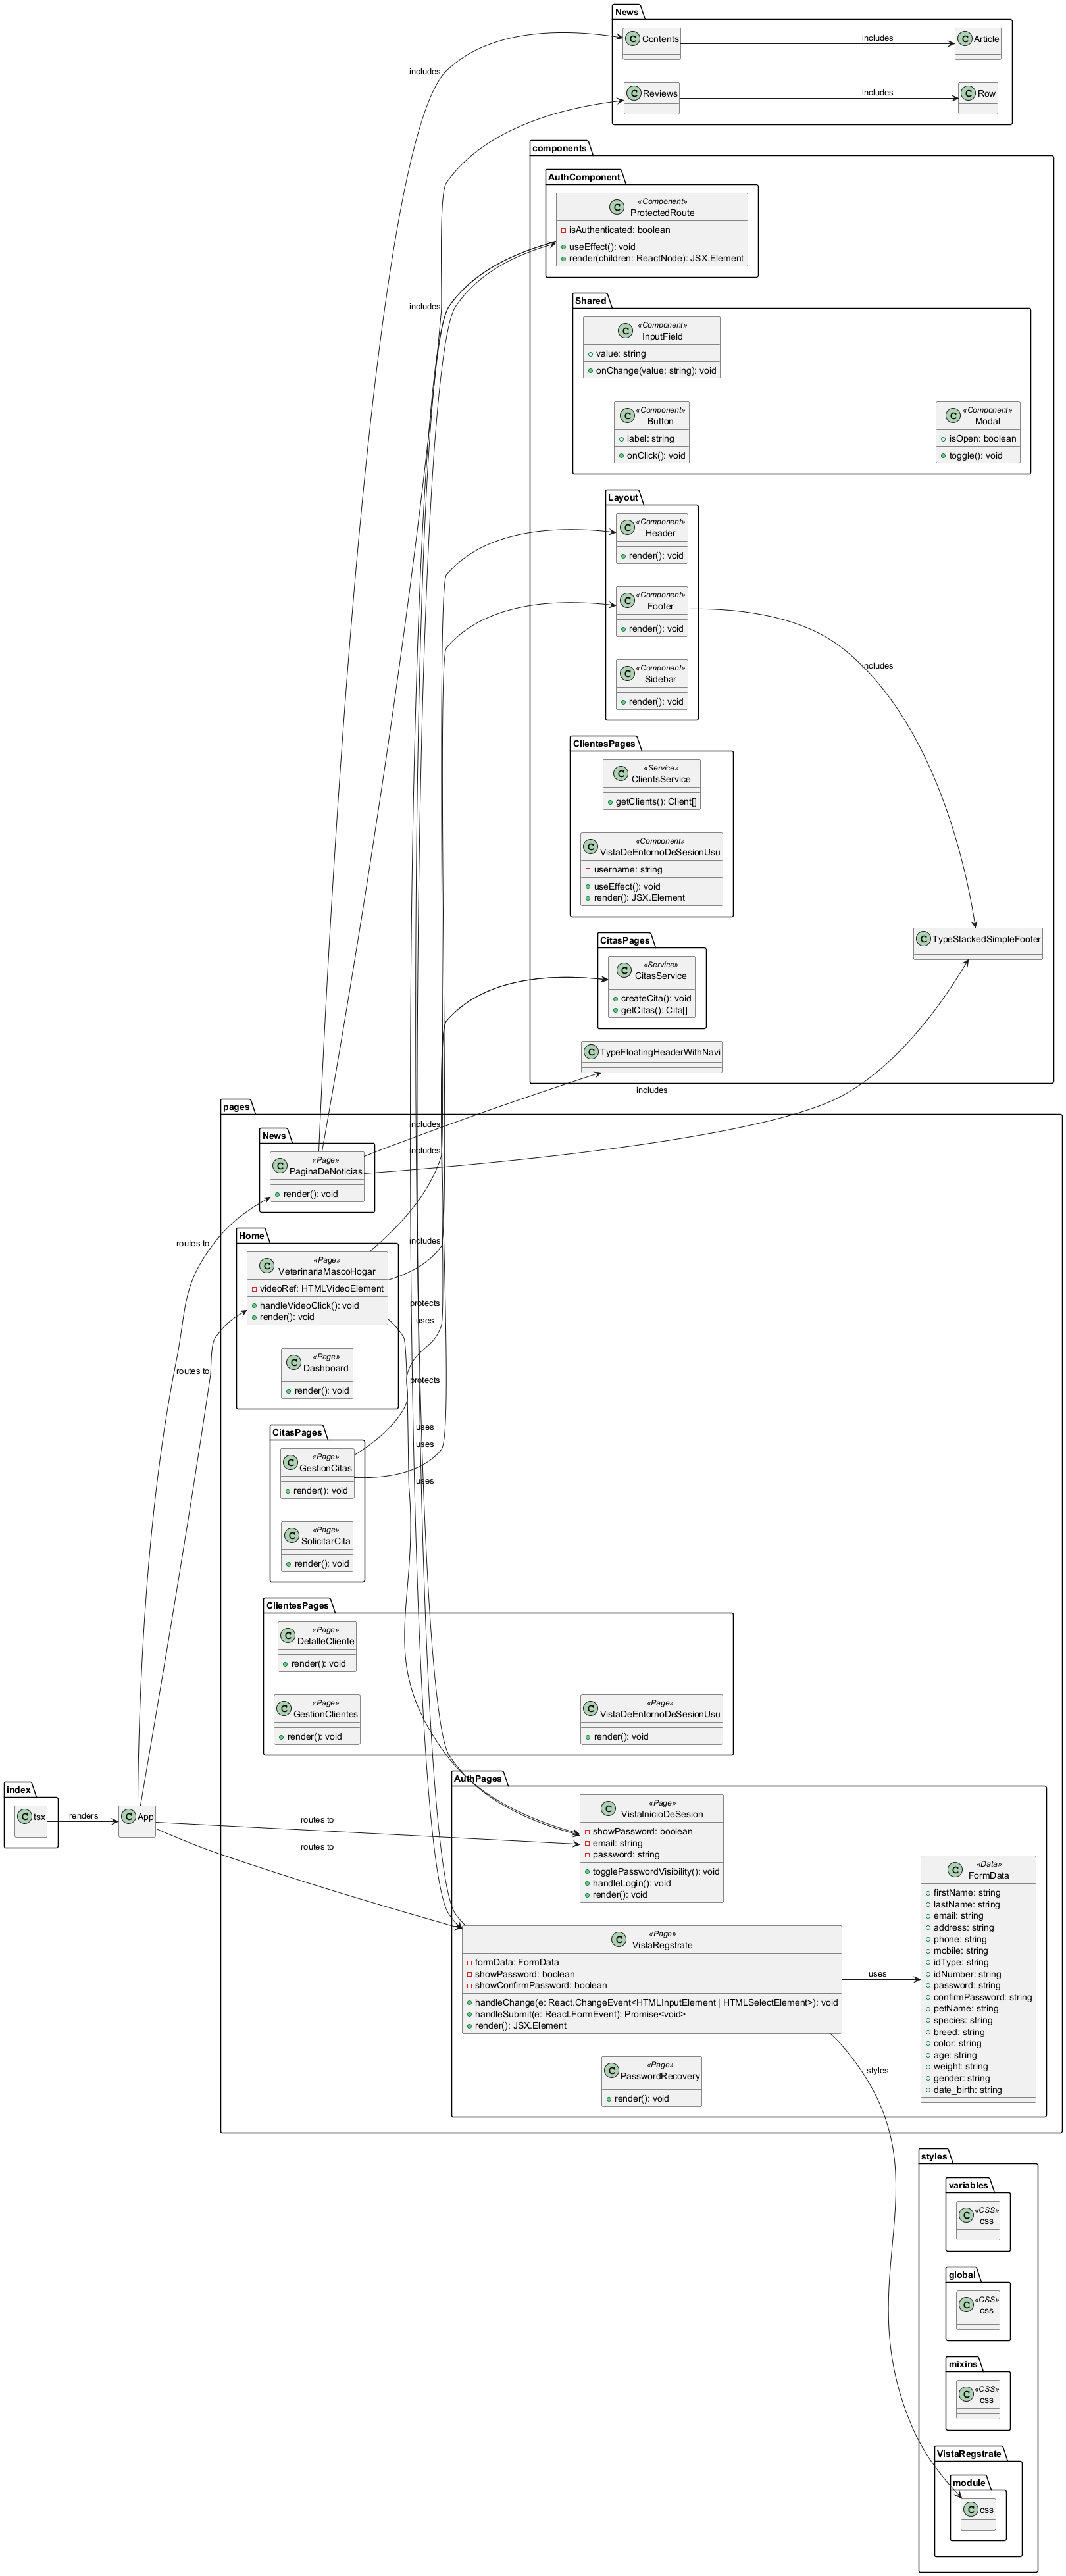 News
C Contents
includes
C Article
includes
C Reviews
includes
C Row
components
AuthComponent
«Component»
C ProtectedRoute
isAuthenticated: boolean
useEffect(): void
render(children: ReactNode): JSX.Element
includes
Shared
«Component»
C InputField
value: string
onChange(value: string): void
«Component»
C Button
label: string
onClick(): void
«Component»
C Modal
isOpen: boolean
toggle(): void
Layout
«Component»
C Header
render(): void
«Component»
C Footer
render(): void
includes
«Component»
C Sidebar
render(): void
ClientesPages
«Service»
C ClientsService
getClients(): Client[]
«Component»
C VistaDeEntornoDeSesionUsu
username: string
useEffect(): void
render(): JSX.Element
CitasPages
«Service»
C CitasService
createCita(): void
getCitas(): Cita[]
C TypeStackedSimpleFooter
C TypeFloatingHeaderWithNavi
includes
pages
includes
News
«Page»
C PaginaDeNoticias
render(): void
includes
routes to
Home
includes
«Page»
C VeterinariaMascoHogar
videoRef: HTMLVideoElement
handleVideoClick(): void
render(): void
protects
uses
«Page»
C Dashboard
render(): void
routes to
protects
CitasPages
uses
uses
«Page»
C GestionCitas
render(): void
uses
«Page»
C SolicitarCita
render(): void
ClientesPages
«Page»
C DetalleCliente
render(): void
«Page»
C GestionClientes
render(): void
«Page»
C VistaDeEntornoDeSesionUsu
render(): void
index
C tsx
renders
C App
routes to
routes to
AuthPages
«Page»
C VistaInicioDeSesion
showPassword: boolean
email: string
password: string
togglePasswordVisibility(): void
handleLogin(): void
render(): void
«Page»
C VistaRegstrate
formData: FormData
showPassword: boolean
showConfirmPassword: boolean
handleChange(e: React.ChangeEvent<HTMLInputElement | HTMLSelectElement>): void
handleSubmit(e: React.FormEvent): Promise<void>
render(): JSX.Element
uses
«Data»
C FormData
firstName: string
lastName: string
email: string
address: string
phone: string
mobile: string
idType: string
idNumber: string
password: string
confirmPassword: string
petName: string
species: string
breed: string
color: string
age: string
weight: string
gender: string
date_birth: string
«Page»
C PasswordRecovery
render(): void
styles
styles
variables
«CSS»
C css
global
«CSS»
C css
mixins
«CSS»
C css
VistaRegstrate
module
C css